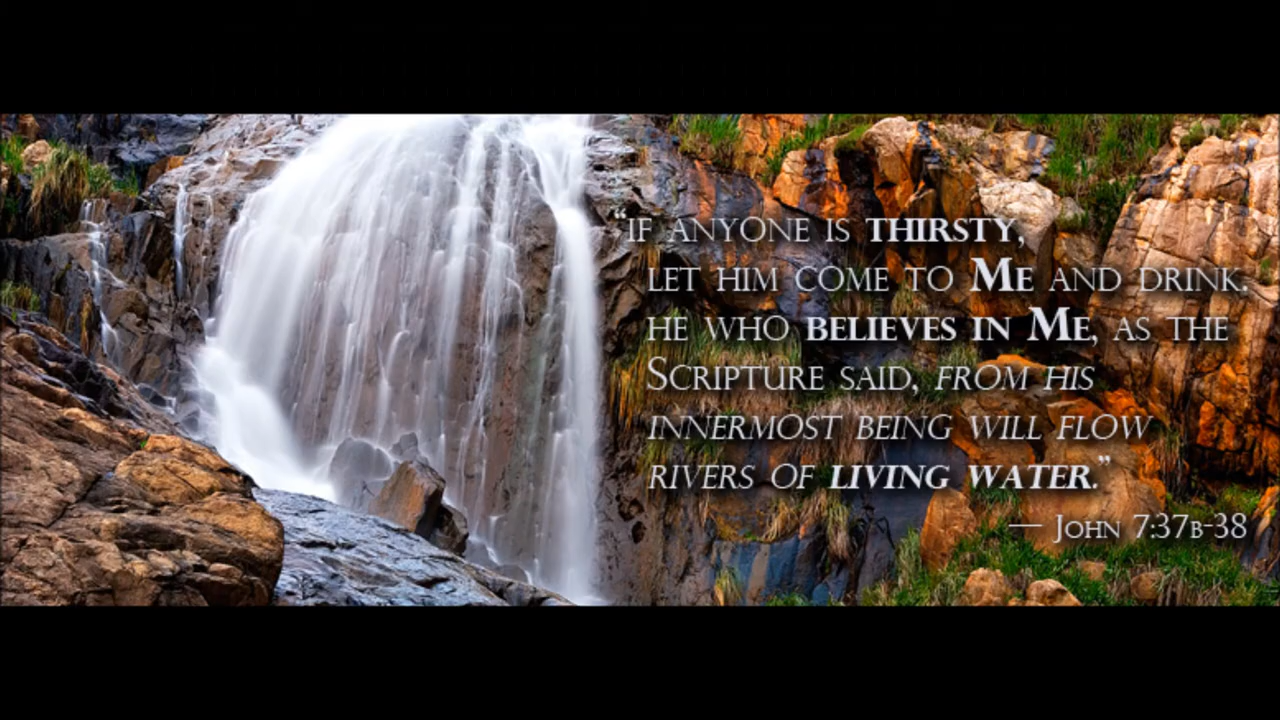 “If anyone is thirsty,
let him come to Me and drink.
He who believes in Me, as the
Scripture said, from his
innermost being will flow
rivers of living water.”
— John 7:37b-38